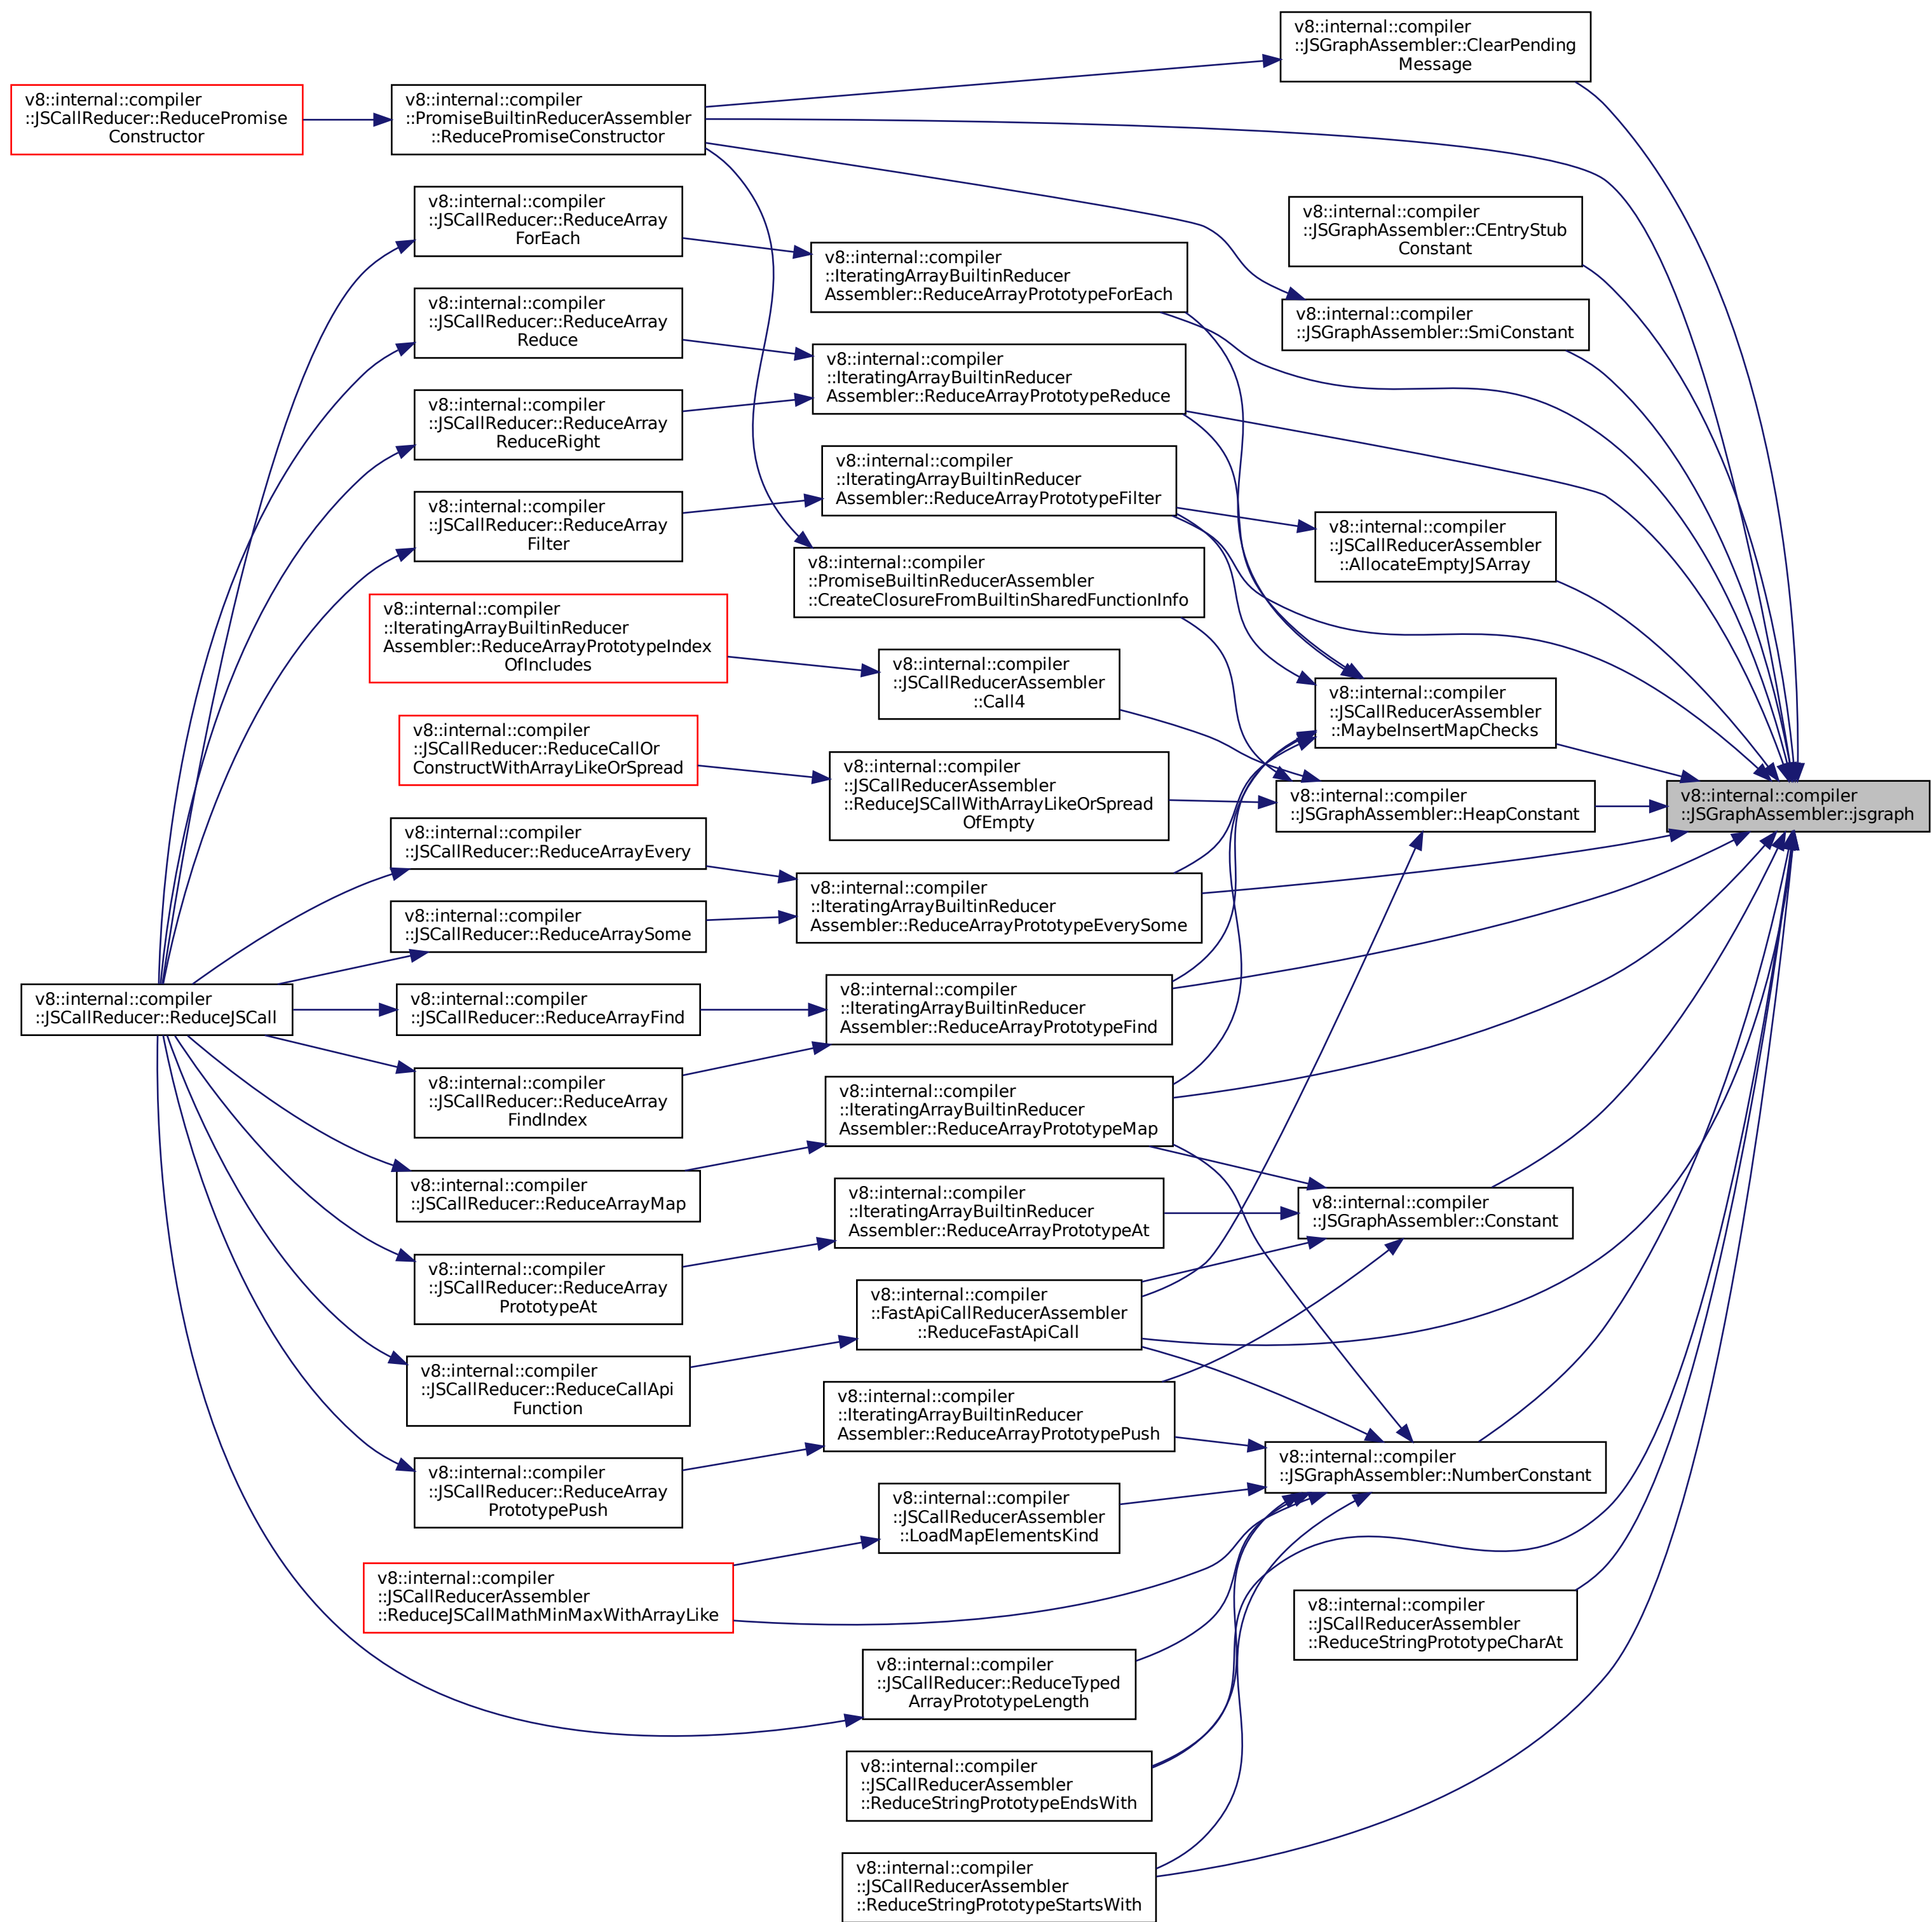 v8::internal::compiler
::JSGraphAssembler::ClearPending
Message
v8::internal::compiler
::JSCallReducer::ReducePromise
Constructor
v8::internal::compiler
::PromiseBuiltinReducerAssembler
::ReducePromiseConstructor
v8::internal::compiler
::JSCallReducer::ReduceArray
ForEach
v8::internal::compiler
::JSGraphAssembler::CEntryStub
Constant
v8::internal::compiler
::IteratingArrayBuiltinReducer
Assembler::ReduceArrayPrototypeForEach
v8::internal::compiler
::JSCallReducer::ReduceArray
Reduce
v8::internal::compiler
::JSGraphAssembler::SmiConstant
v8::internal::compiler
::IteratingArrayBuiltinReducer
Assembler::ReduceArrayPrototypeReduce
v8::internal::compiler
::JSCallReducer::ReduceArray
ReduceRight
v8::internal::compiler
::IteratingArrayBuiltinReducer
Assembler::ReduceArrayPrototypeFilter
v8::internal::compiler
::JSCallReducer::ReduceArray
Filter
v8::internal::compiler
::JSCallReducerAssembler
::AllocateEmptyJSArray
v8::internal::compiler
::PromiseBuiltinReducerAssembler
::CreateClosureFromBuiltinSharedFunctionInfo
v8::internal::compiler
::IteratingArrayBuiltinReducer
Assembler::ReduceArrayPrototypeIndex
OfIncludes
v8::internal::compiler
::JSCallReducerAssembler
::Call4
v8::internal::compiler
::JSCallReducerAssembler
::MaybeInsertMapChecks
v8::internal::compiler
::JSCallReducer::ReduceCallOr
ConstructWithArrayLikeOrSpread
v8::internal::compiler
::JSCallReducerAssembler
::ReduceJSCallWithArrayLikeOrSpread
OfEmpty
v8::internal::compiler
::JSGraphAssembler::HeapConstant
v8::internal::compiler
::JSGraphAssembler::jsgraph
v8::internal::compiler
::JSCallReducer::ReduceArrayEvery
v8::internal::compiler
::IteratingArrayBuiltinReducer
Assembler::ReduceArrayPrototypeEverySome
v8::internal::compiler
::JSCallReducer::ReduceArraySome
v8::internal::compiler
::JSCallReducer::ReduceJSCall
v8::internal::compiler
::JSCallReducer::ReduceArrayFind
v8::internal::compiler
::IteratingArrayBuiltinReducer
Assembler::ReduceArrayPrototypeFind
v8::internal::compiler
::JSCallReducer::ReduceArray
FindIndex
v8::internal::compiler
::IteratingArrayBuiltinReducer
Assembler::ReduceArrayPrototypeMap
v8::internal::compiler
::JSCallReducer::ReduceArrayMap
v8::internal::compiler
::IteratingArrayBuiltinReducer
Assembler::ReduceArrayPrototypeAt
v8::internal::compiler
::JSGraphAssembler::Constant
v8::internal::compiler
::JSCallReducer::ReduceArray
PrototypeAt
v8::internal::compiler
::FastApiCallReducerAssembler
::ReduceFastApiCall
v8::internal::compiler
::JSCallReducer::ReduceCallApi
Function
v8::internal::compiler
::IteratingArrayBuiltinReducer
Assembler::ReduceArrayPrototypePush
v8::internal::compiler
::JSGraphAssembler::NumberConstant
v8::internal::compiler
::JSCallReducer::ReduceArray
PrototypePush
v8::internal::compiler
::JSCallReducerAssembler
::LoadMapElementsKind
v8::internal::compiler
::JSCallReducerAssembler
::ReduceJSCallMathMinMaxWithArrayLike
v8::internal::compiler
::JSCallReducerAssembler
::ReduceStringPrototypeCharAt
v8::internal::compiler
::JSCallReducer::ReduceTyped
ArrayPrototypeLength
v8::internal::compiler
::JSCallReducerAssembler
::ReduceStringPrototypeEndsWith
v8::internal::compiler
::JSCallReducerAssembler
::ReduceStringPrototypeStartsWith